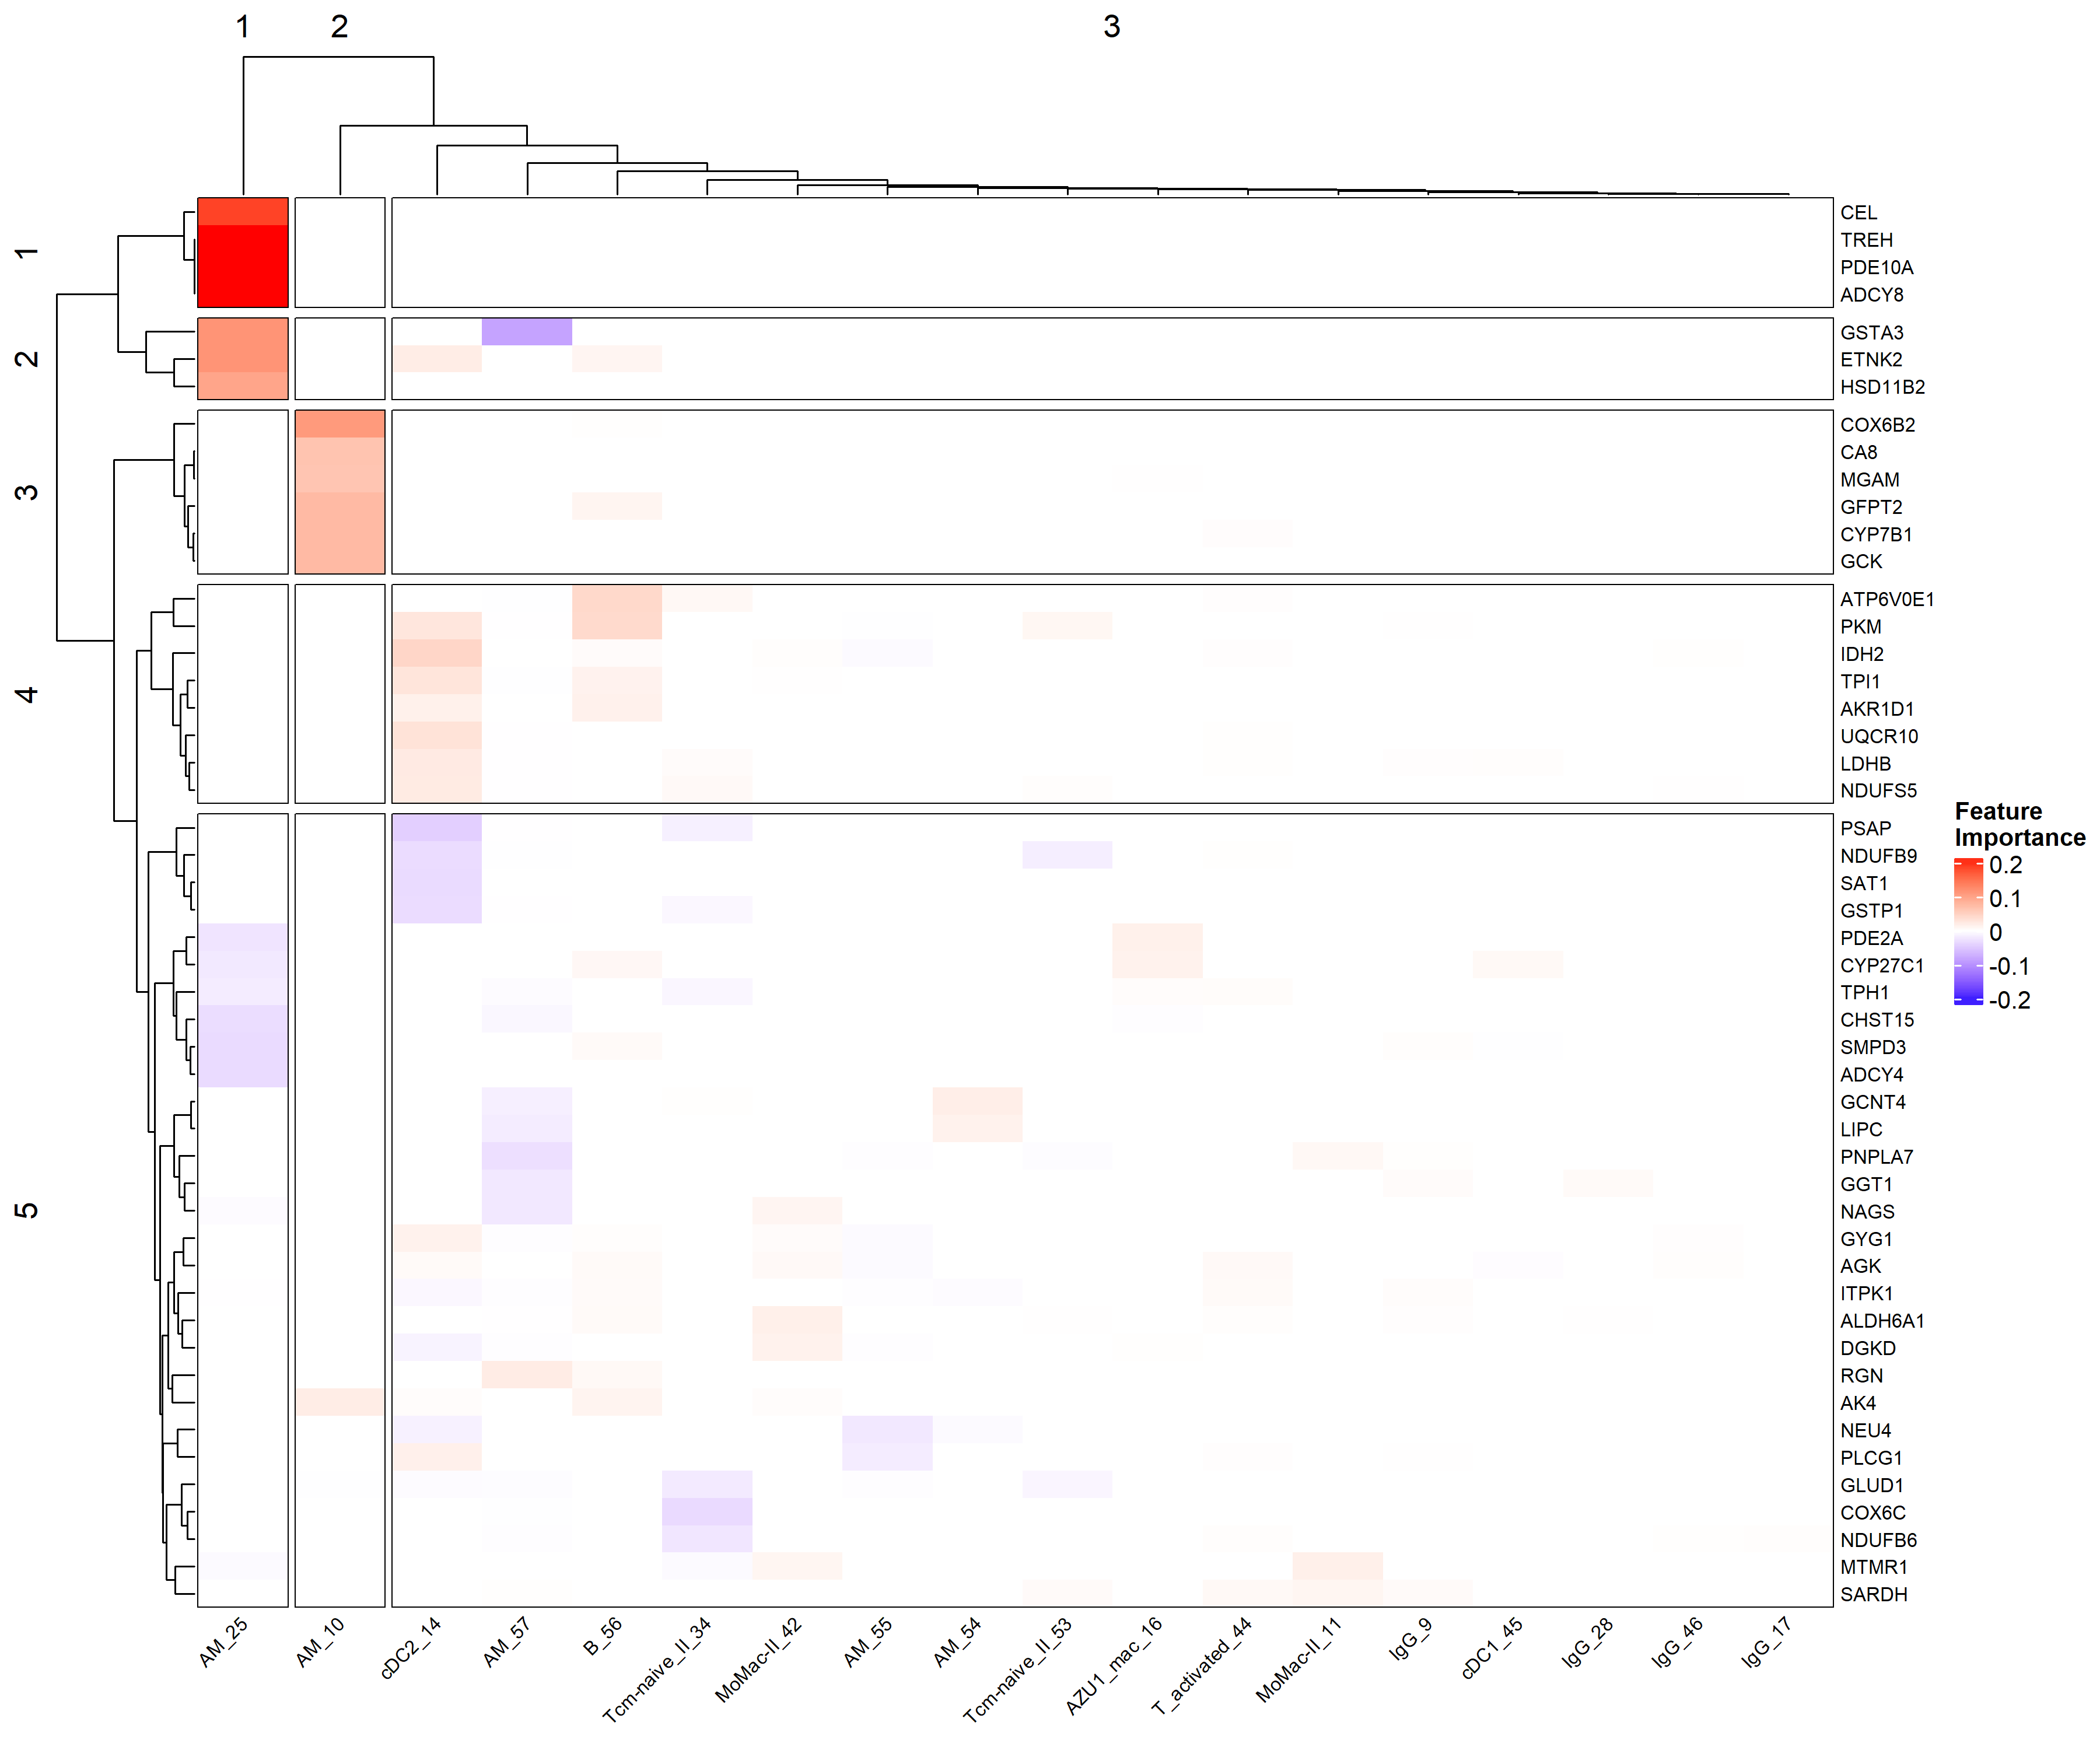 1
2
3
1
2
3
4
5
CEL
TREH
PDE10A
ADCY8
GSTA3
ETNK2
HSD11B2
COX6B2
CA8
MGAM
GFPT2
CYP7B1
GCK
ATP6V0E1
PKM
IDH2
TPI1
AKR1D1
UQCR10
LDHB
NDUFS5
PSAP
NDUFB9
SAT1
GSTP1
PDE2A
CYP27C1
TPH1
CHST15
SMPD3
ADCY4
GCNT4
LIPC
PNPLA7
GGT1
NAGS
GYG1
AGK
ITPK1
ALDH6A1
DGKD
RGN
AK4
NEU4
PLCG1
GLUD1
COX6C
NDUFB6
MTMR1
SARDH
Feature
Importance
0.2
0.1
0
-0.1
-0.2
AM_25
AM_10
cDC2_14
AM_57
B_56
Tcm-naive_II_34
MoMac-II_42
AM_55
AM_54
Tcm-naive_II_53
AZU1_mac_16
T_activated_44
MoMac-II_11
IgG_9
cDC1_45
IgG_28
IgG_46
IgG_17